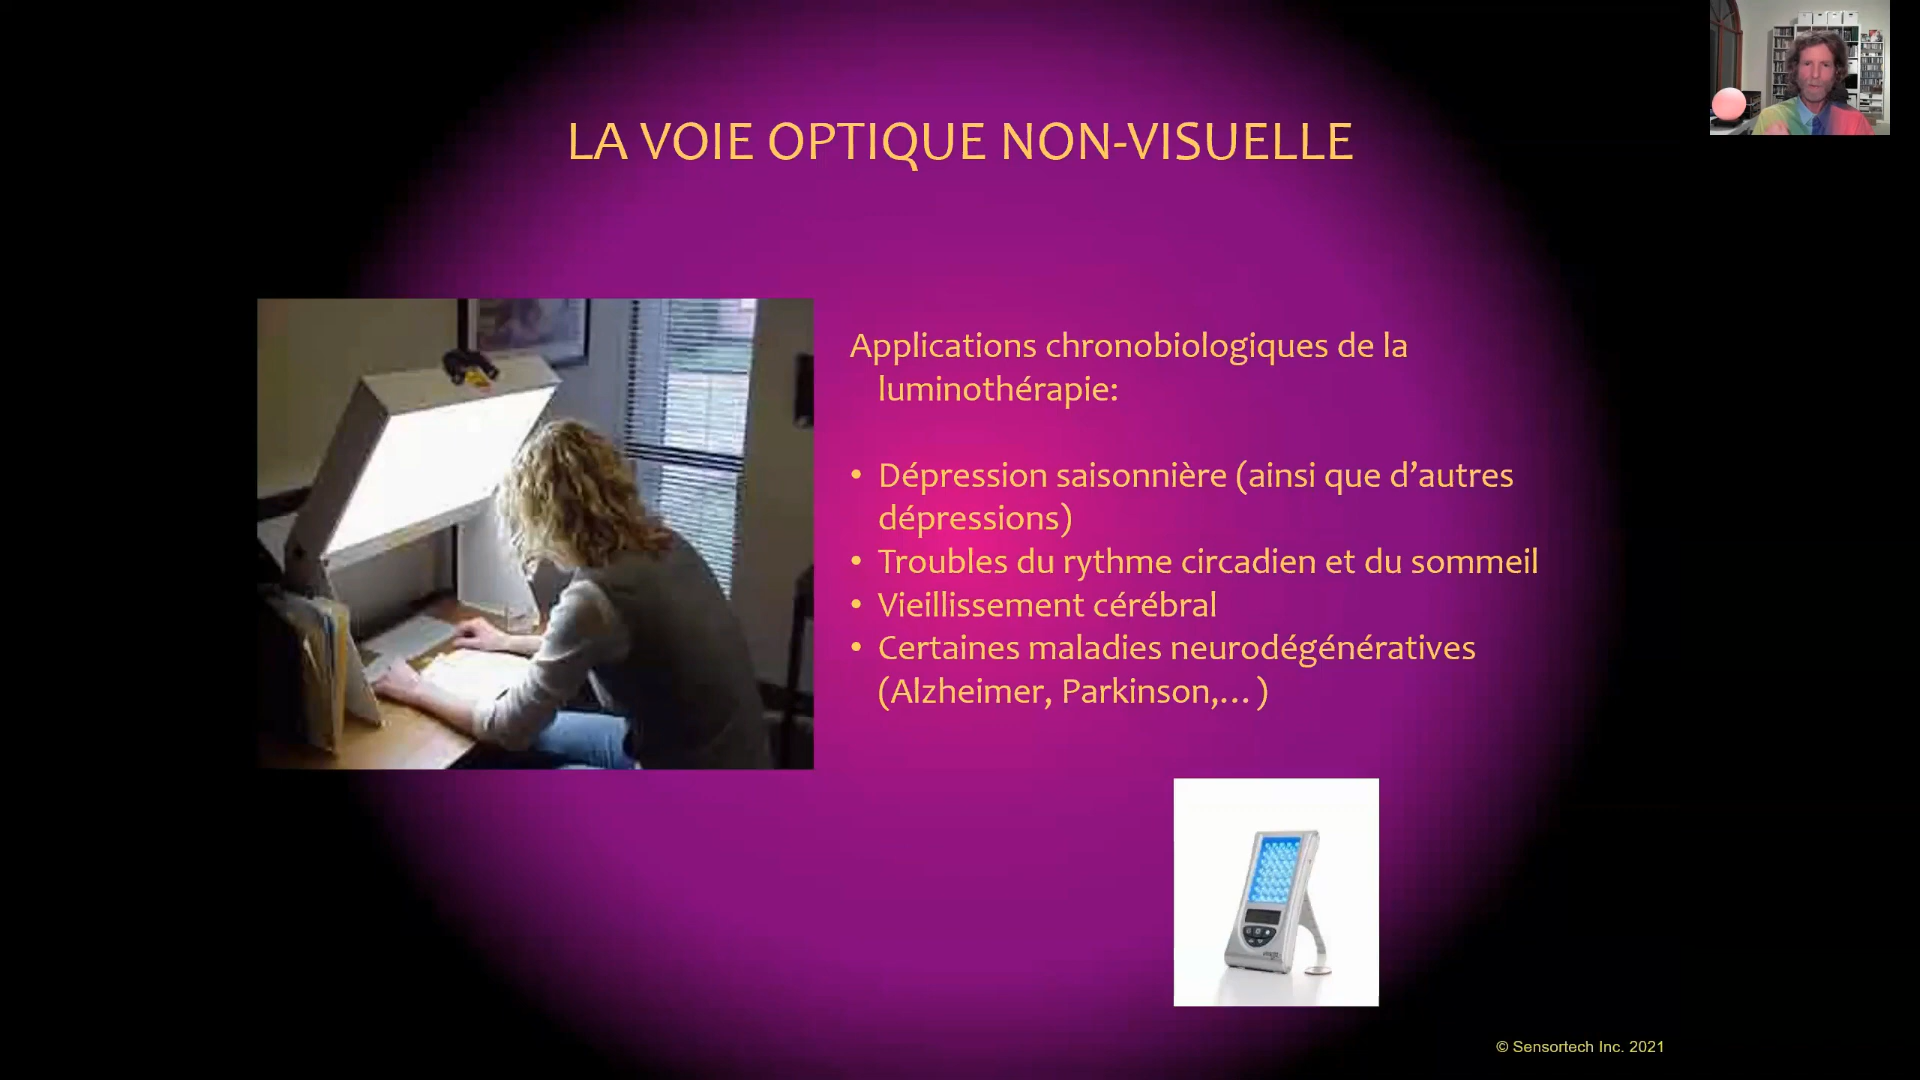 LA VOIE OPTIQUE NON-VISUELLE
Applications chronobiologiques de la
luminothérapie:
• Dépression saisonnière (ainsi que d’autres
dépressions)
• Troubles du rythme circadien et du sommeil
• Vieillissement cérébral
• Certaines maladies neurodégénératives
(Alzheimer, Parkinson,… )
© Sensortech Inc. 2021